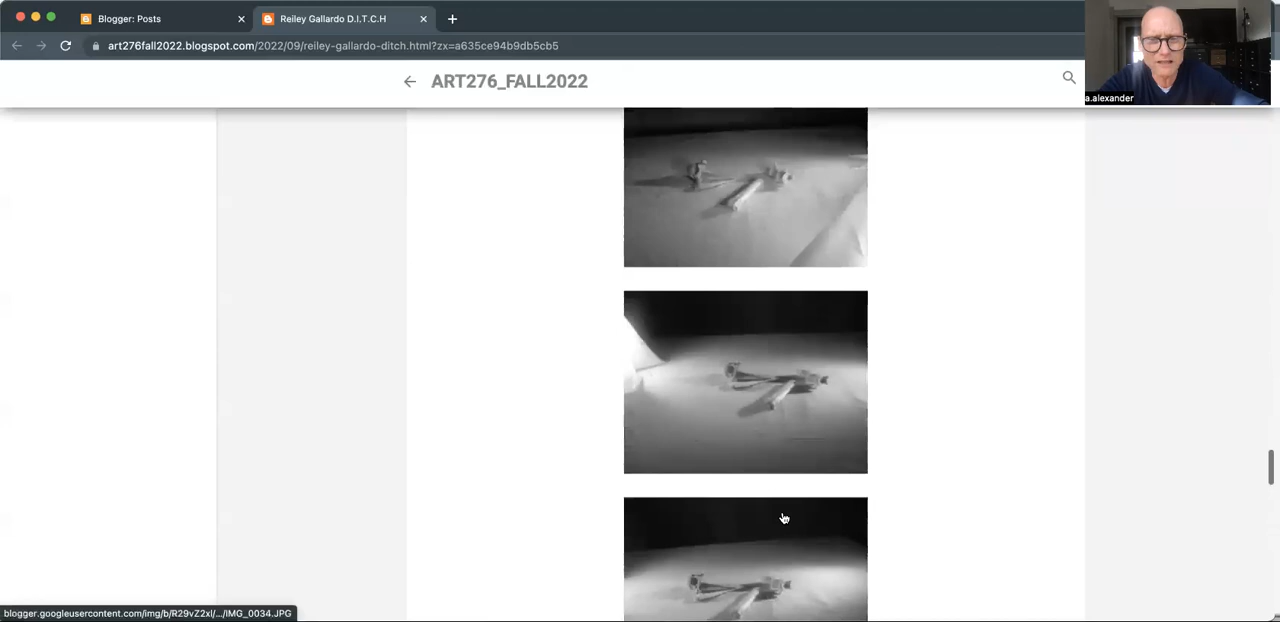 Blogger: Posts
Reiley Gallardo D.I.T.C.H
art276fall2022.blogspot.com/2022/09/reiley-gallardo-ditch.html?zx=a635ce94b9db5cb5
ART276_FALL2022
a.alexander
blogger.googleusercontent.com/img/b/R29vZ2xl/.../IMG_0034.JPG